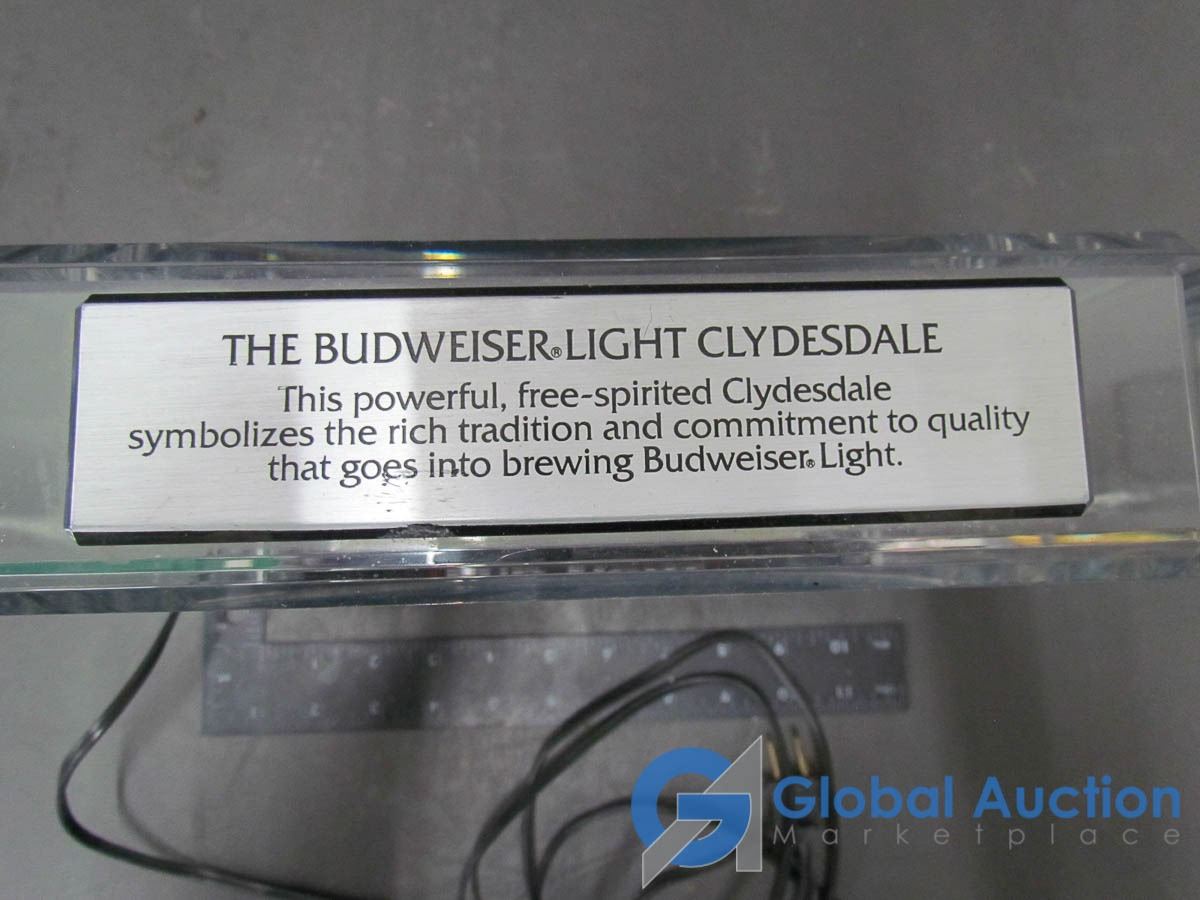 THE BUDWEISER® LIGHT CLYDESDALE
This powerful, free-spirited Clydesdale
symbolizes the rich tradition and commitment to quality
that goes into brewing Budweiser® Light.
Global Auction
Marketplace